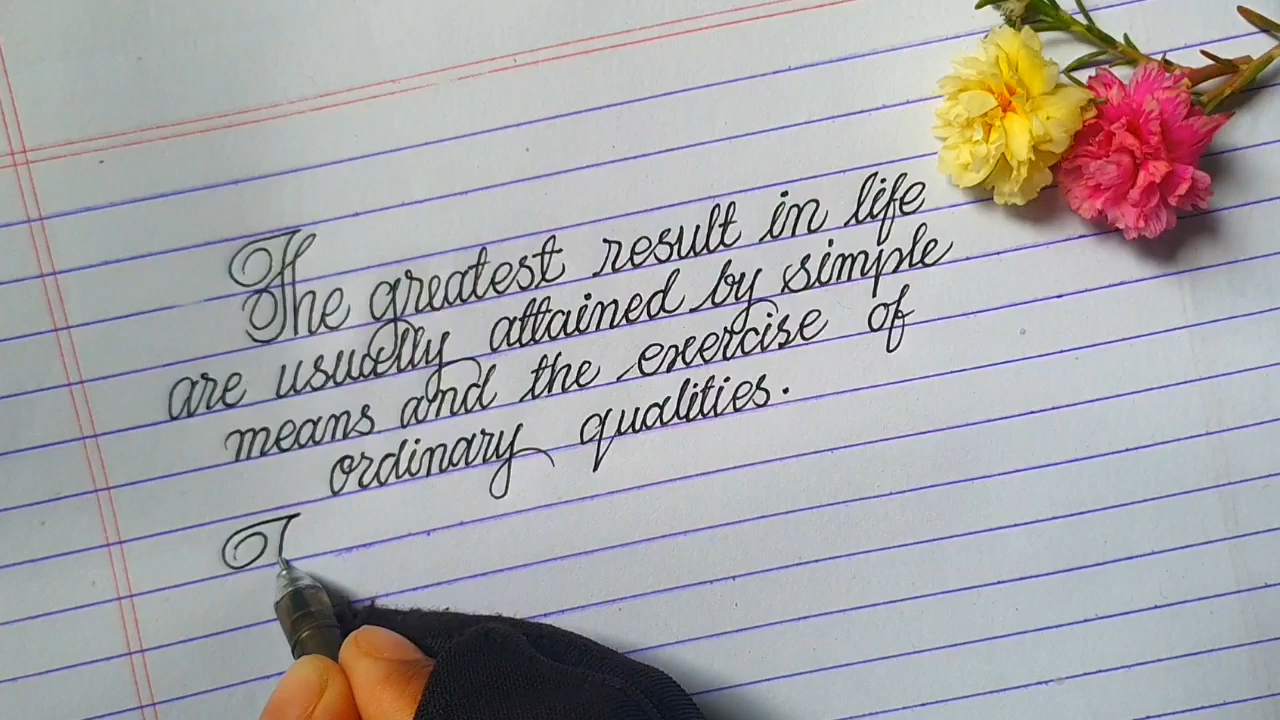 The greatest result in life
are usually attained by simple
means and the exercise of
ordinary qualities.
T